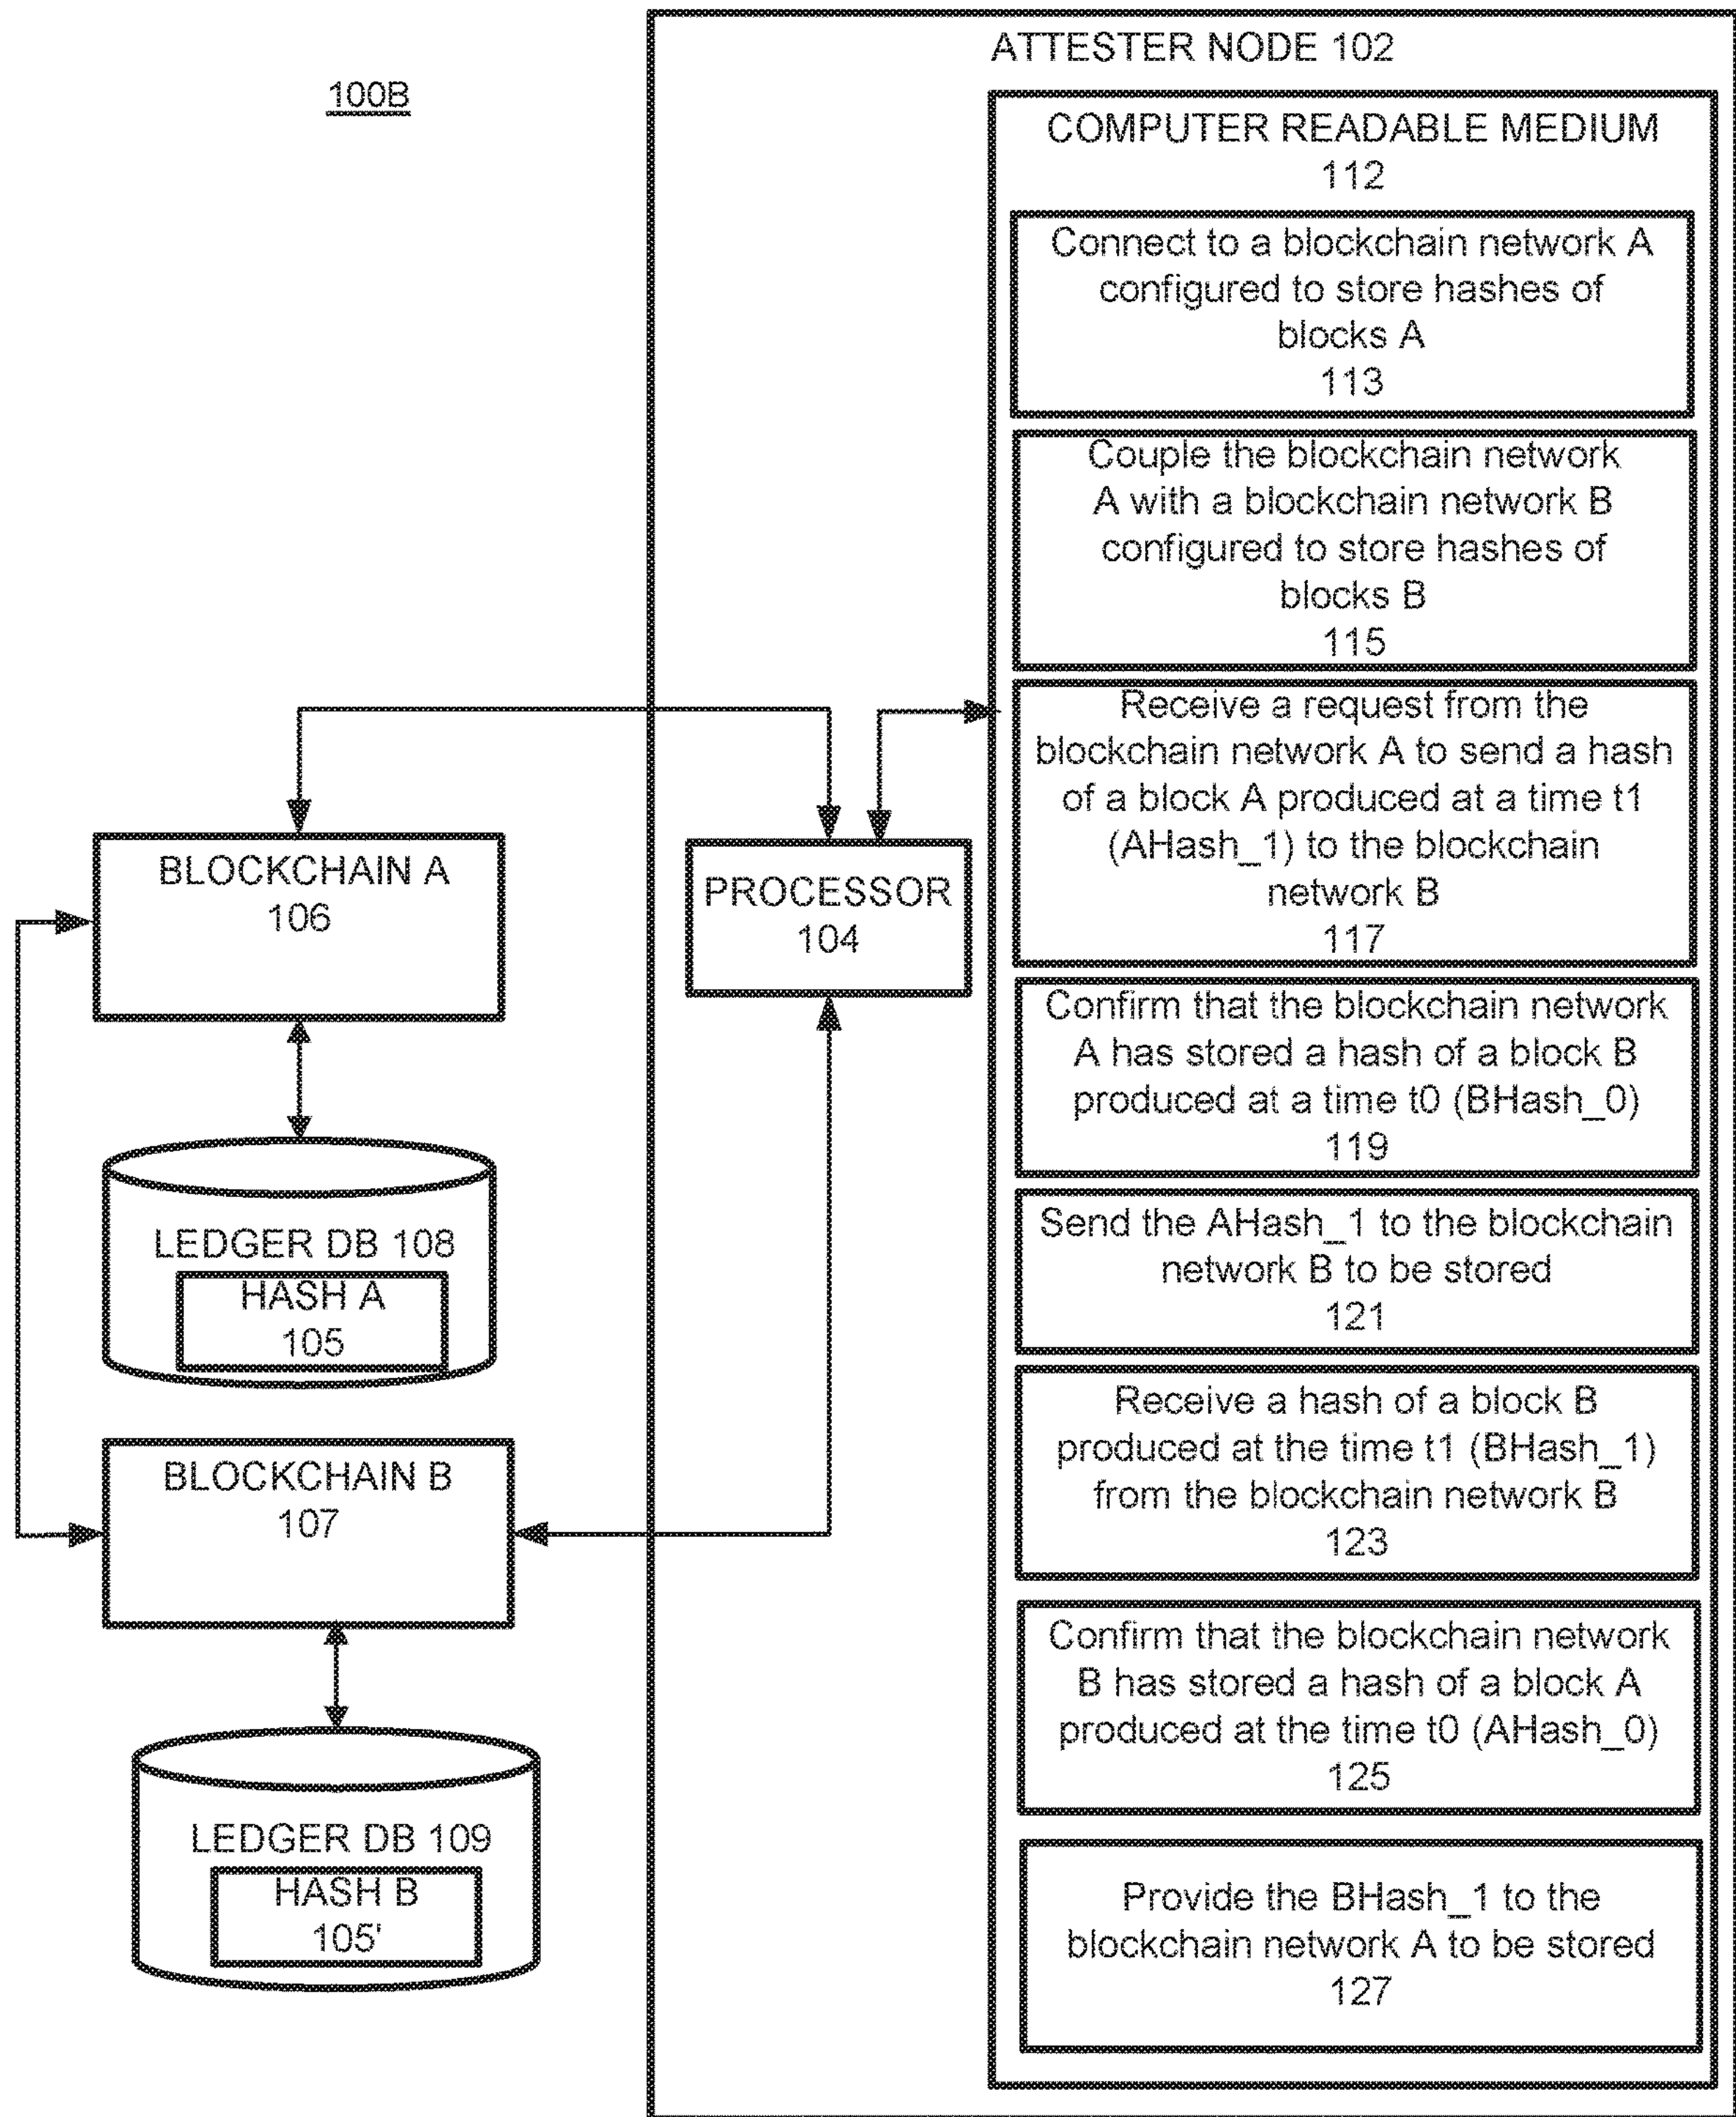 100B
ATTESTER NODE 102
COMPUTER READABLE MEDIUM
112
Connect to a blockchain network A
configured to store hashes of
blocks A
113
Couple the blockchain network
A with a blockchain network B
configured to store hashes of
blocks B
115
Receive a request from the
blockchain network A to send a hash
of a block A produced at a time t1
(AHash_1) to the blockchain
network B
117
Confirm that the blockchain network
A has stored a hash of a block B
produced at a time t0 (BHash_0)
119
Send the AHash_1 to the blockchain
network B to be stored
121
Receive a hash of a block B
produced at the time t1 (BHash_1)
from the blockchain network B
123
Confirm that the blockchain network
B has stored a hash of a block A
produced at the time t0 (AHash_0)
125
Provide the BHash_1 to the
blockchain network A to be stored
127
PROCESSOR
104
BLOCKCHAIN A
106
LEDGER DB 108
HASH A
105
BLOCKCHAIN B
107
LEDGER DB 109
HASH B
105'